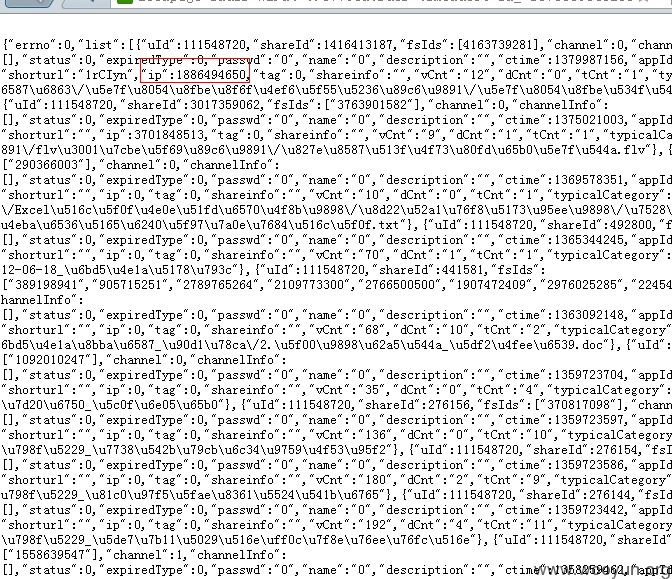 {"errno":0,"list":[{"uId":111548720,"shareId":1416413187,"fsIds":[4163739281],"channel":0,"chann
[],"status":0,"expiredType":0,"passwd":"0","name":"0","description":"","ctime":1379987156,"appId
"shorturl":"1rCIyn","ip":1886494650,"tag":0,"shareinfo":"","vCnt":"12","dCnt":"0","tCnt":"1","ty
6587\u6863\/\u5e7f\u8054\u8fbe\u8f6f\u4ef6\u5f55\u5236\u89c6\u9891\/\u5e7f\u8054\u8fbe\u534f\u54
{"uId":111548720,"shareId":3017359062,"fsIds":["3763901582"],"channel":0,"channelInfo":
[],"status":0,"expiredType":0,"passwd":"0","name":"0","description":"","ctime":1375021003,"appId
shorturl":"","ip":3701848513,"tag":0,"shareinfo":"","vCnt":"9","dCnt":"1","tCnt":"1","typicalCa
891\/flv\u3001\u7cbe\u5f69\u89c6\u9891\/\u827e\u8587\u513f\u4f73\u80fd\u65b0\u5e7f\u544a.flv"},{
["290366003"],"channel":0,"channelInfo":
[],"status":0,"expiredType":0,"passwd":"0","name":"0","description":"","ctime":1369578351,"appId
shorturl":"","ip":0,"tag":0,"shareinfo":"","vCnt":"10","dCnt":"0","tCnt":"1","typicalCategory":
\/Excel\u516c\u5f0f\u4e0e\u51fd\u6570\u4f8b\u9898\/\u8d22\u52a1\u76f8\u5173\u95ee\u9898\/\u7528\
u4eba\u6536\u5165\u6240\u5f97\u7a0e\u7684\u516c\u5f0f.txt"},{"uId":111548720,"shareId":492800,"f
[],"status":0,"expiredType":0,"passwd":"0","name":"0","description":"","ctime":1365344245,"appId
shorturl":"","ip":0,"tag":0,"shareinfo":"","vCnt":"70","dCnt":"1","tCnt":"1","typicalCategory":
12-06-18_\u6bd5\u4e1a\u5178\u793c"},{"uId":111548720,"shareId":441581,"fsIds":
["389198941","905715251","2789765264","2109773300","2766500500","1907472409","2976025285","22454
hannelInfo":
[],"status":0,"expiredType":0,"passwd":"0","name":"0","description":"","ctime":1363092148,"appId
shorturl":"","ip":0,"tag":0,"shareinfo":"","vCnt":"68","dCnt":"10","tCnt":"2","typicalCategory"
6bd5\u4e1a\u8bba\u6587_\u90d1\u78ca\/2.\u5f00\u9898\u62a5\u544a_\u5df2\u4fee\u6539.doc"},{"uId":
["1092010247"],"channel":0,"channelInfo":
[],"status":0,"expiredType":0,"passwd":"0","name":"0","description":"","ctime":1359723704,"appId
shorturl":"","ip":0,"tag":0,"shareinfo":"","vCnt":"35","dCnt":"0","tCnt":"4","typicalCategory":
\u7d20\u6750_\u5c0f\u6e05\u65b0"},{"uId":111548720,"shareId":276156,"fsIds":["370817098"],"chann
[],"status":0,"expiredType":0,"passwd":"0","name":"0","description":"","ctime":1359723597,"appId
shorturl":"","ip":0,"tag":0,"shareinfo":"","vCnt":"136","dCnt":"0","tCnt":"10","typicalCategory
u798f\u5229_\u7738\u542b\u79cb\u6c34\u9759\u4f53\u95f2"},{"uId":111548720,"shareId":276154,"fsI
[],"status":0,"expiredType":0,"passwd":"0","name":"0","description":"","ctime":1359723586,"appId
shorturl":"","ip":0,"tag":0,"shareinfo":"","vCnt":"180","dCnt":"2","tCnt":"9","typicalCategory"
u798f\u5229_\u81c0\u97f5\u5fae\u8361\u5524\u541b\u6765"},{"uId":111548720,"shareId":276144,"fsI
[],"status":0,"expiredType":0,"passwd":"0","name":"0","description":"","ctime":1359723442,"appId
shorturl":"","ip":0,"tag":0,"shareinfo":"","vCnt":"192","dCnt":"4","tCnt":"11","typicalCategory
u798f\u5229_\u5de7\u7b11\u5029\u516e\uff0c\u7f8e\u76ee\u76fc\u516e"},{"uId":111548720,"shareId"
["1558639547"],"channel":1,"channelInfo":
[],"status":0,"expiredType":0,"passwd":"0","name":"0","description":"","ctime":1358259462,"appId